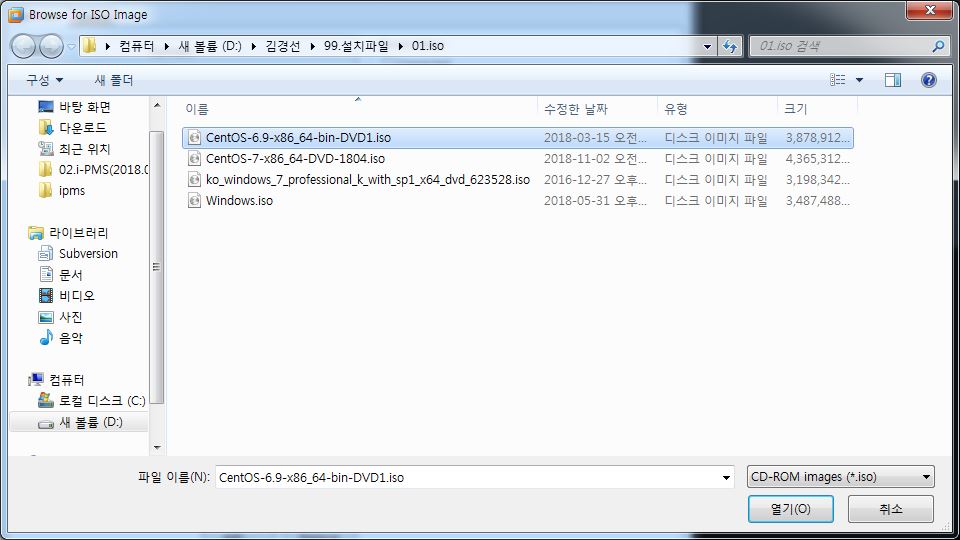 Browse for ISO Image
컴퓨터 새 볼륨 (D:) 김경선 99.설치파일 01.iso
01.iso 검색
구성 새 폴더
이름 수정한 날짜 유형 크기
바탕 화면
다운로드
최근 위치
02.i-PMS(2018.0
ipms
라이브러리
Subversion
문서
비디오
사진
음악
컴퓨터
로컬 디스크 (C:)
새 볼륨 (D:)
CentOS-6.9-x86_64-bin-DVD1.iso 2018-03-15 오전... 디스크 이미지 파일 3,878,912...
CentOS-7-x86_64-DVD-1804.iso 2018-11-02 오전... 디스크 이미지 파일 4,365,312...
ko_windows_7_professional_k_with_sp1_x64_dvd_623528.iso 2016-12-27 오후... 디스크 이미지 파일 3,198,342...
Windows.iso 2018-05-31 오후... 디스크 이미지 파일 3,487,488...
파일 이름(N): CentOS-6.9-x86_64-bin-DVD1.iso CD-ROM images (*.iso)
열기(O) 취소